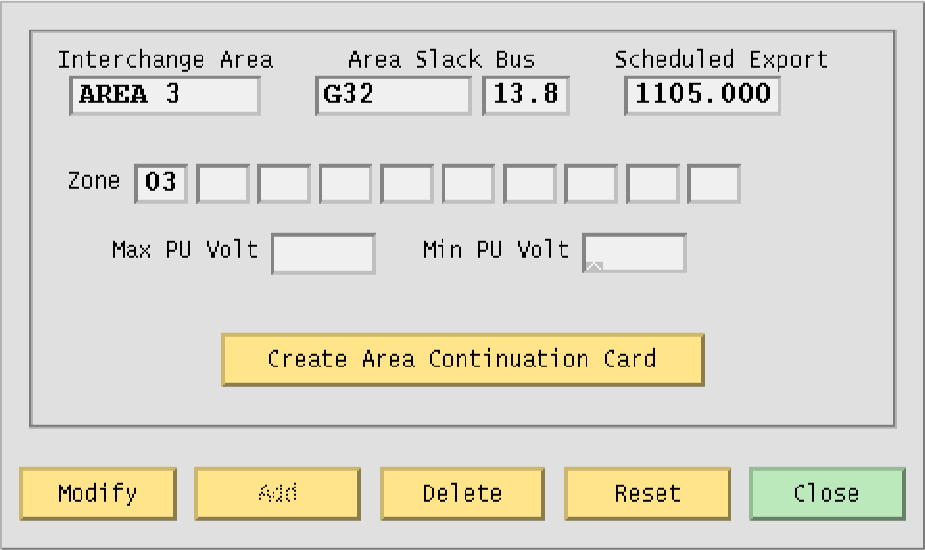 Interchange Area Area Slack Bus Scheduled Export
AREA 3 G32 13.8 1105.000
Zone 03
Max PU Volt Min PU Volt
Create Area Continuation Card
Modify Add Delete Reset Close